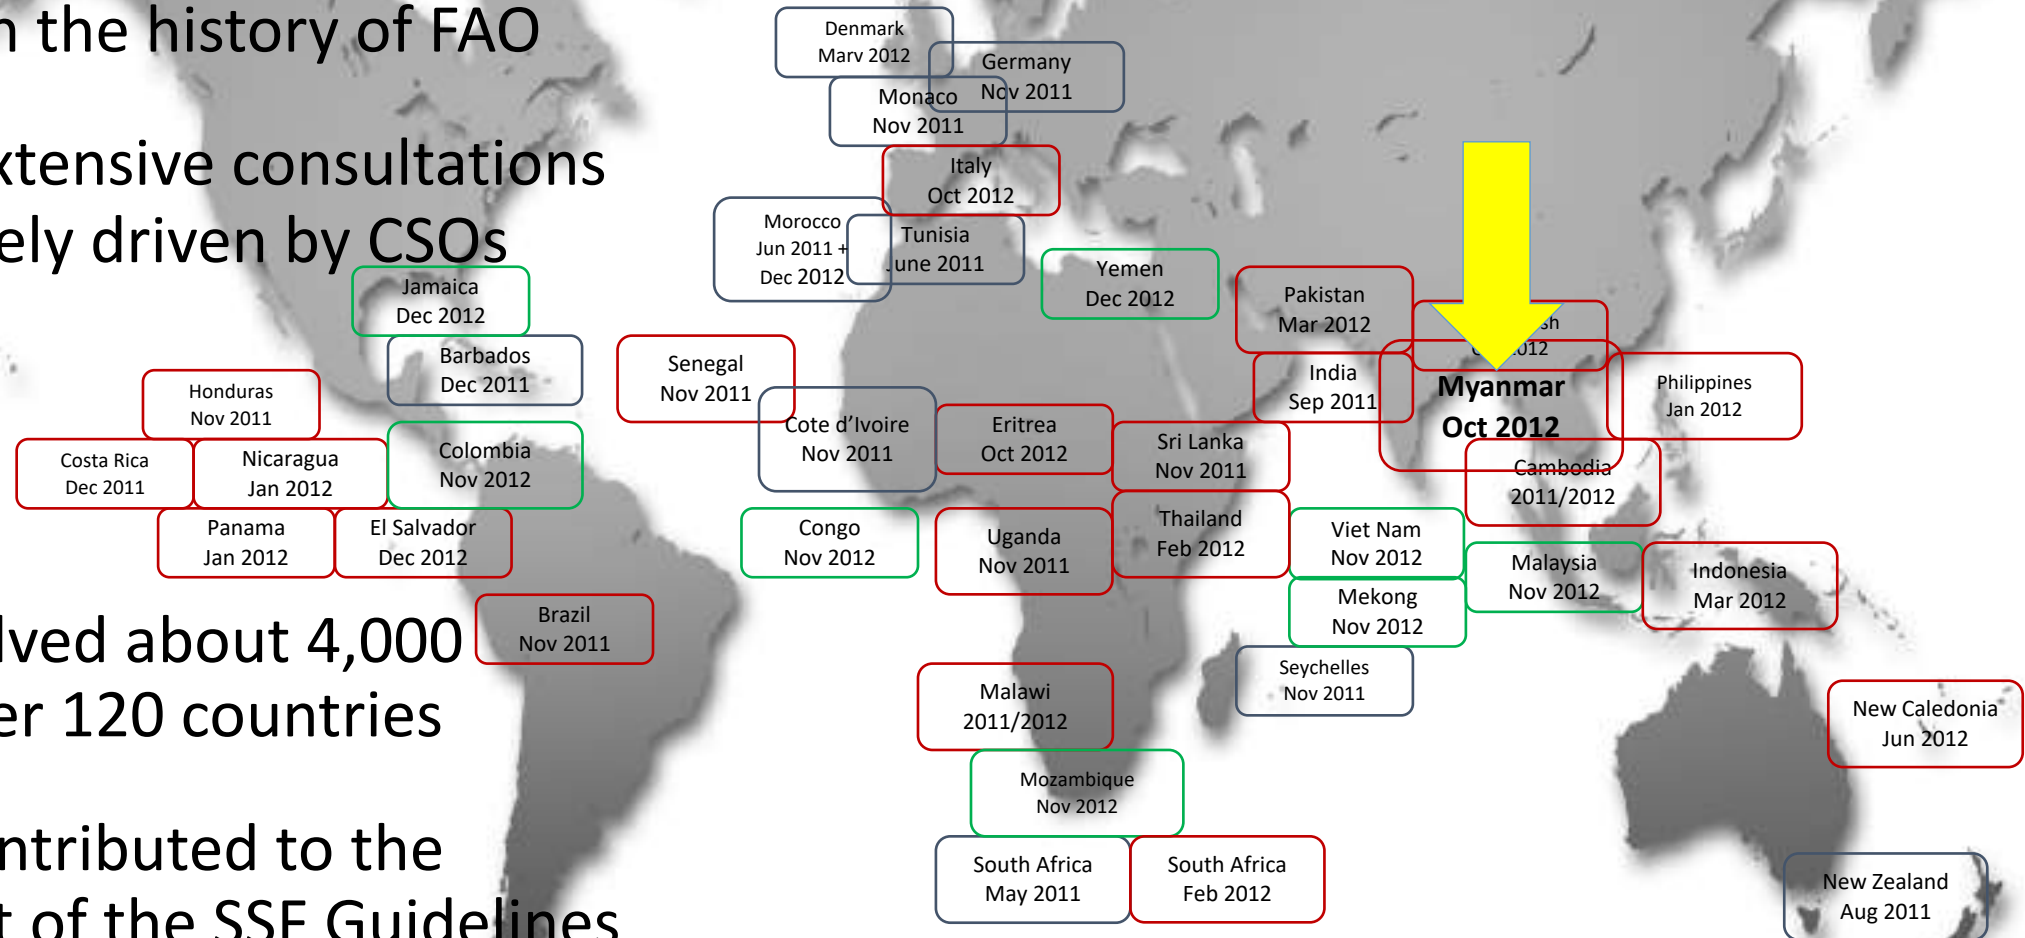 n the history of FAO
xtensive consultations
ely driven by CSOs
lved about 4,000
er 120 countries
ntributed to the
t of the SSF Guidelines
Denmark
Marv 2012
Germany
Nov 2011
Monaco
Nov 2011
Italy
Oct 2012
Morocco
Jun 2011 +
Dec 2012
Tunisia
June 2011
Yemen
Dec 2012
Jamaica
Dec 2012
Barbados
Dec 2011
Honduras
Nov 2011
Costa Rica
Dec 2011
Nicaragua
Jan 2012
Colombia
Nov 2012
Panama
Jan 2012
El Salvador
Dec 2012
Brazil
Nov 2011
Senegal
Nov 2011
Cote d’Ivoire
Nov 2011
Eritrea
Oct 2012
Sri Lanka
Nov 2011
Congo
Nov 2012
Uganda
Nov 2011
Thailand
Feb 2012
Pakistan
Mar 2012
India
Sep 2011
sh
2012
Myanmar
Oct 2012
Philippines
Jan 2012
Cambodia
2011/2012
Viet Nam
Nov 2012
Mekong
Nov 2012
Malaysia
Nov 2012
Indonesia
Mar 2012
Seychelles
Nov 2011
Malawi
2011/2012
Mozambique
Nov 2012
South Africa
May 2011
South Africa
Feb 2012
New Caledonia
Jun 2012
New Zealand
Aug 2011